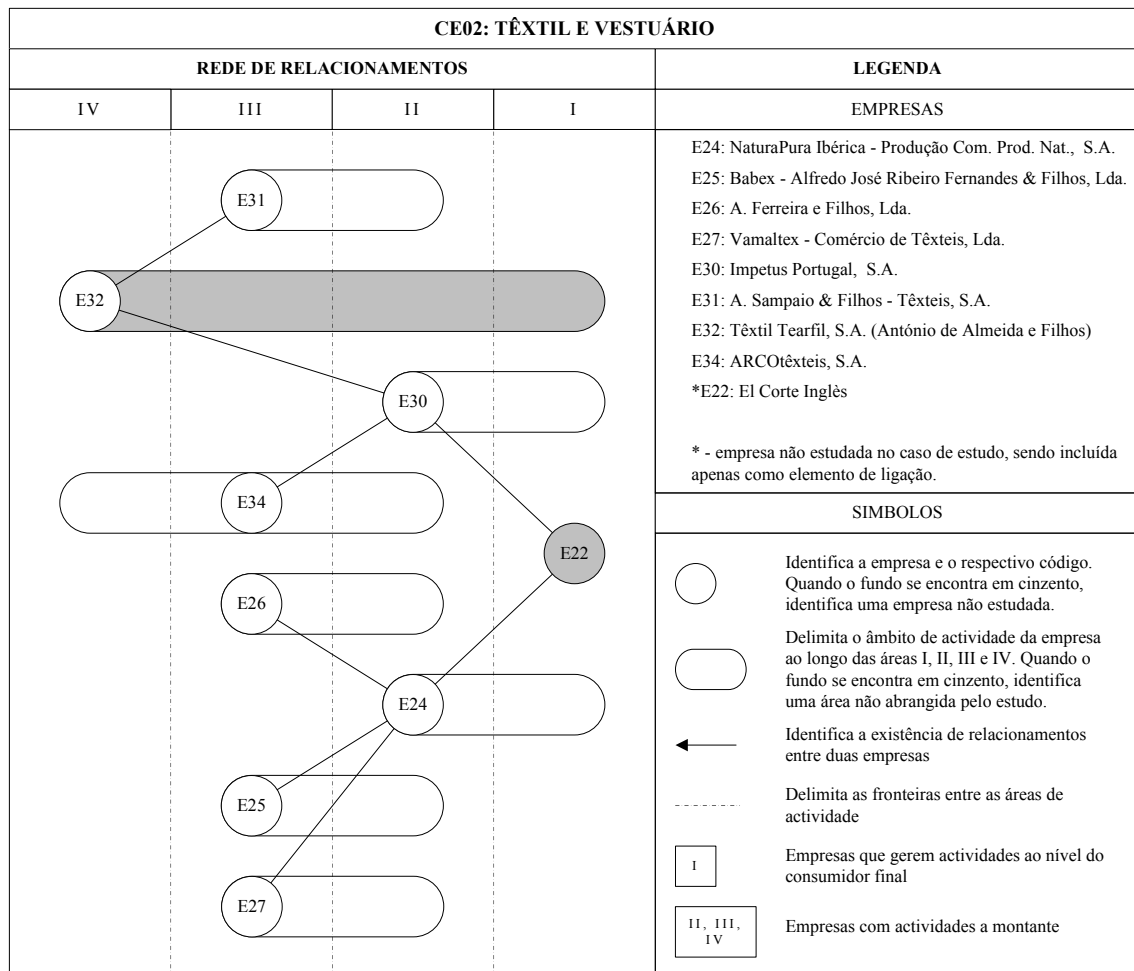 CE02: TÊXTIL E VESTUÁRIO
REDE DE RELACIONAMENTOS
LEGENDA
IV
III
II
I
EMPRESAS
E31
E32
E30
E34
E22
E26
E24
E25
E27
E24: NaturaPura Ibérica - Produção Com. Prod. Nat., S.A.
E25: Babex - Alfredo José Ribeiro Fernandes & Filhos, Lda.
E26: A. Ferreira e Filhos, Lda.
E27: Vamaltex - Comércio de Têxteis, Lda.
E30: Impetus Portugal, S.A.
E31: A. Sampaio & Filhos - Têxteis, S.A.
E32: Têxtil Tearfil, S.A. (António de Almeida e Filhos)
E34: ARCOtêxteis, S.A.
*E22: El Corte Inglès
* - empresa não estudada no caso de estudo, sendo incluída
apenas como elemento de ligação.
SIMBOLOS
Identifica a empresa e o respectivo código.
Quando o fundo se encontra em cinzento,
identifica uma empresa não estudada.
Delimita o âmbito de actividade da empresa
ao longo das áreas I, II, III e IV. Quando o
fundo se encontra em cinzento, identifica
uma área não abrangida pelo estudo.
Identifica a existência de relacionamentos
entre duas empresas
Delimita as fronteiras entre as áreas de
actividade
I
Empresas que gerem actividades ao nível do
consumidor final
II, III,
IV
Empresas com actividades a montante